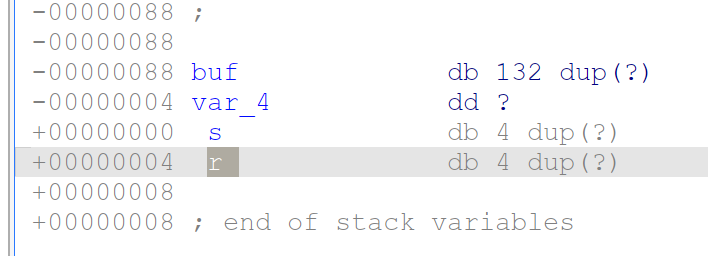 -00000088 ;
-00000088
-00000088 buf             db 132 dup(?)
-00000004 var_4           dd ?
+00000000  s              db 4 dup(?)
+00000004  r              db 4 dup(?)
+00000008
+00000008 ; end of stack variables